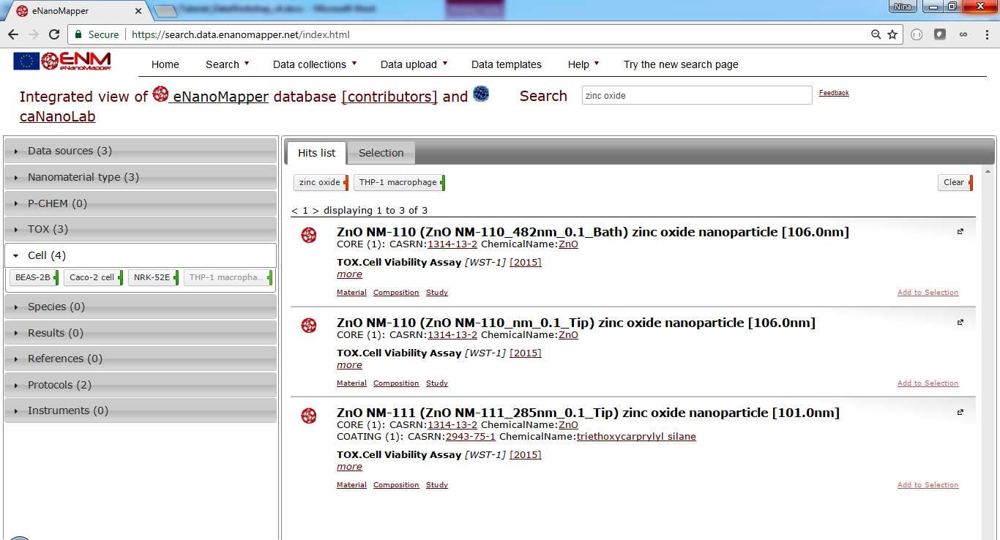 eNanoMapper
Tutorial_DataWorkshop_v4.docx - Microsoft Word
Nina
Secure
https://search.data.enanomapper.net/index.html
ENM
eNanoMapper
Home
Search
Data collections
Data upload
Data templates
Help
Try the new search page
Integrated view of eNanoMapper database [contributors] and
caNanoLab
Search
zinc oxide
Feedback
Data sources (3)
Nanomaterial type (3)
P-CHEM (0)
TOX (3)
Cell (4)
BEAS-2B
Caco-2 cell
NRK-52E
THP-1 macropha...
Species (0)
Results (0)
References (0)
Protocols (2)
Instruments (0)
Hits list
Selection
zinc oxide
THP-1 macrophage
Clear
< 1 > displaying 1 to 3 of 3
ZnO NM-110 (ZnO NM-110_482nm_0.1_Bath) zinc oxide nanoparticle [106.0nm]
CORE (1): CASRN:1314-13-2 ChemicalName:ZnO
TOX.Cell Viability Assay [WST-1] [2015]
more
Material Composition Study
Add to Selection
ZnO NM-110 (ZnO NM-110_nm_0.1_Tip) zinc oxide nanoparticle [106.0nm]
CORE (1): CASRN:1314-13-2 ChemicalName:ZnO
TOX.Cell Viability Assay [WST-1] [2015]
more
Material Composition Study
Add to Selection
ZnO NM-111 (ZnO NM-111_285nm_0.1_Tip) zinc oxide nanoparticle [101.0nm]
CORE (1): CASRN:1314-13-2 ChemicalName:ZnO
COATING (1): CASRN:2943-75-1 ChemicalName:triethoxycarprylyl silane
TOX.Cell Viability Assay [WST-1] [2015]
more
Material Composition Study
Add to Selection